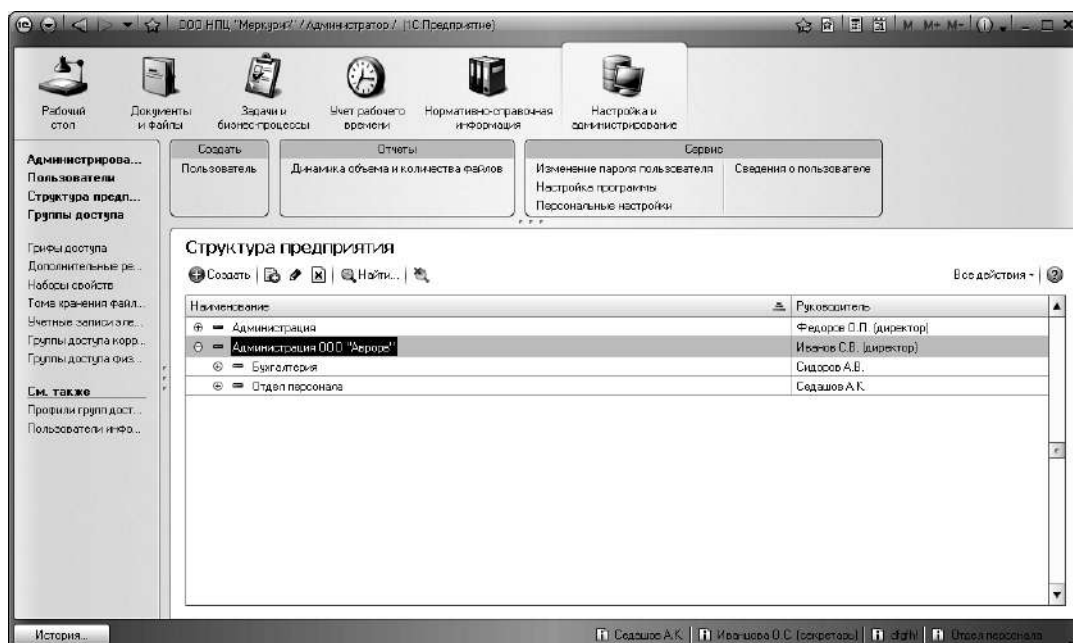 ООО НПЦ "Меркурий" / Администратор / (1С:Предприятие)
M M+ M-
Рабочий стол
Документы и файлы
Задачи и бизнес-процессы
Учет рабочего времени
Нормативно-справочная информация
Настройка и администрирование
Администрирова...
Пользователи
Структура предп...
Группы доступа
Грифы доступа
Дополнительные ре...
Наборы свойств
Тома хранения файл...
Учетные записи эле...
Группы доступа корр...
Группы доступа физ...
См. также
Профили групп дост...
Пользователи инфо...
Создать
Пользователь
Отчеты
Динамика объема и количества файлов
Сервис
Изменение пароля пользователя
Сведения о пользователе
Настройка программы
Персональные настройки
Структура предприятия
Создать
Найти...
Все действия
Наименование Руководитель
Администрация Федоров О.П. (директор)
Администрация ООО "Аврора" Иванов С.В. (директор)
Бухгалтерия Сидоров А.В.
Отдел персонала Седашов А.К.
История...
Седашов А.К. Иванцова О.С. (секретарь) Отдел персонала